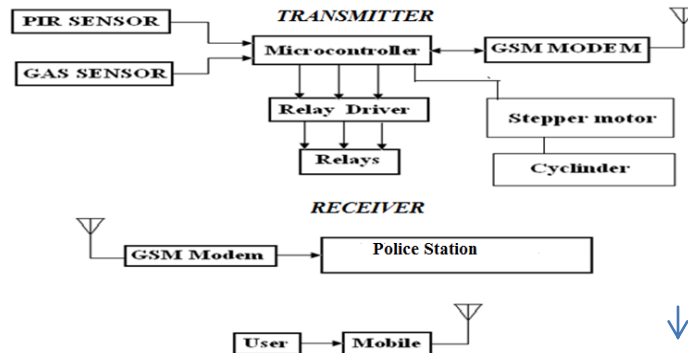 TRANSMITTER
PIR SENSOR
Microcontroller
GSM MODEM
GAS SENSOR
Relay Driver
Stepper motor
Relays
Cyclinder
RECEIVER
GSM Modem
Police Station
User
Mobile